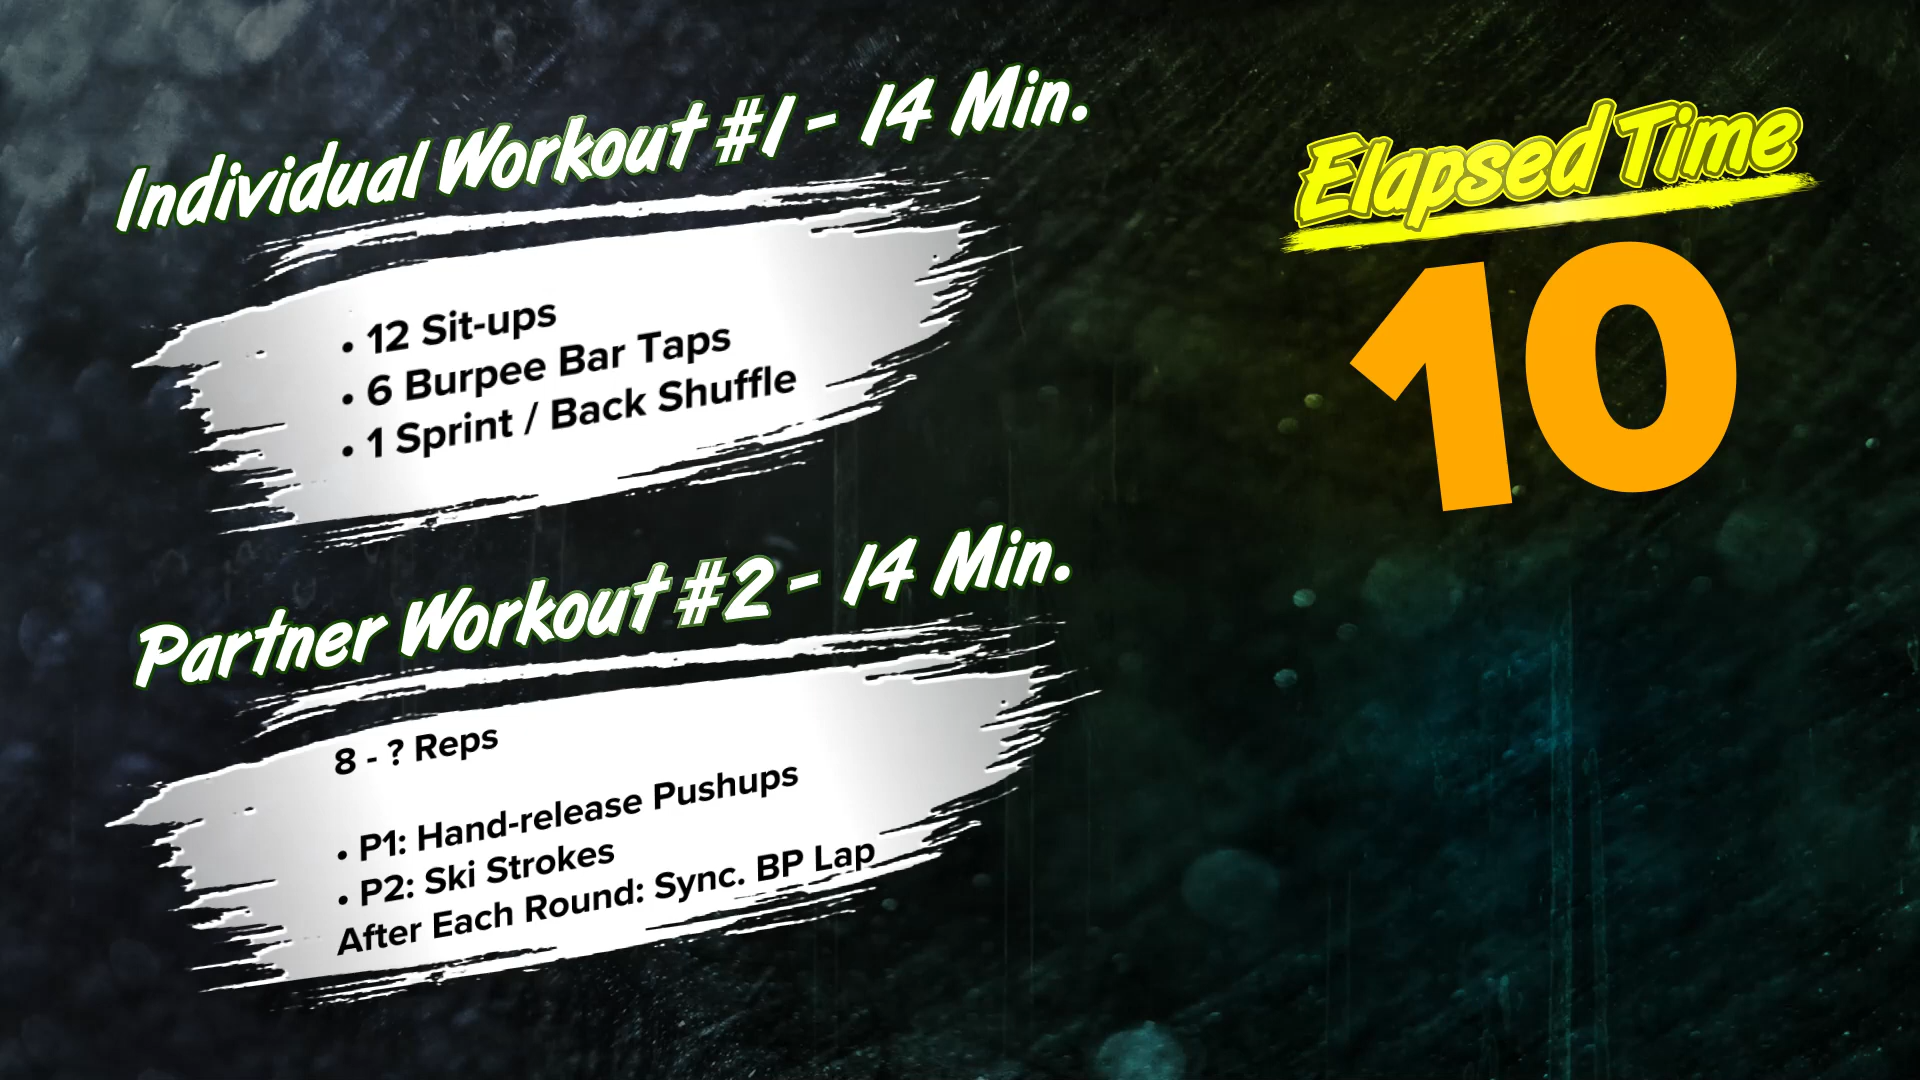 Individual Workout #1 - 14 Min.
• 12 Sit-ups
• 6 Burpee Bar Taps
• 1 Sprint / Back Shuffle
Partner Workout #2 - 14 Min.
8 - ? Reps
• P1: Hand-release Pushups
• P2: Ski Strokes
After Each Round: Sync. BP Lap
Elapsed Time
10